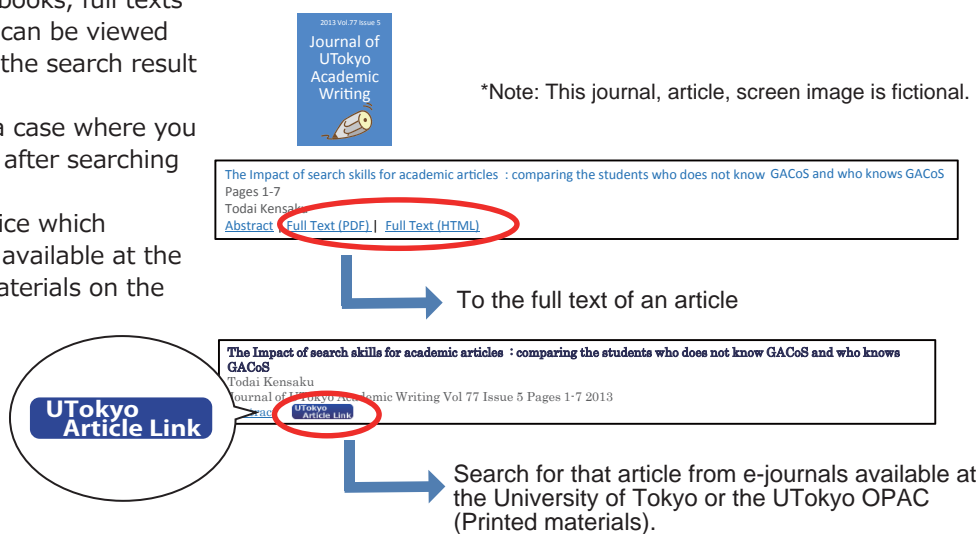 books, full texts
can be viewed
the search result
a case where you
after searching
ice which
available at the
aterials on the
2013 Vol.77 Issue 5
Journal of
UTokyo
Academic
Writing
*Note: This journal, article, screen image is fictional.
The Impact of search skills for academic articles : comparing the students who does not know GACoS and who knows GACoS
Pages 1-7
Todai Kensaku
Abstract | Full Text (PDF) | Full Text (HTML)
To the full text of an article
The Impact of search skills for academic articles : comparing the students who does not know GACoS and who knows
GACoS
Todai Kensaku
Journal of UTokyo Academic Writing Vol 77 Issue 5 Pages 1-7 2013
UTokyo
Article Link
UTokyo
Article Link
Search for that article from e-journals available at
the University of Tokyo or the UTokyo OPAC
(Printed materials).